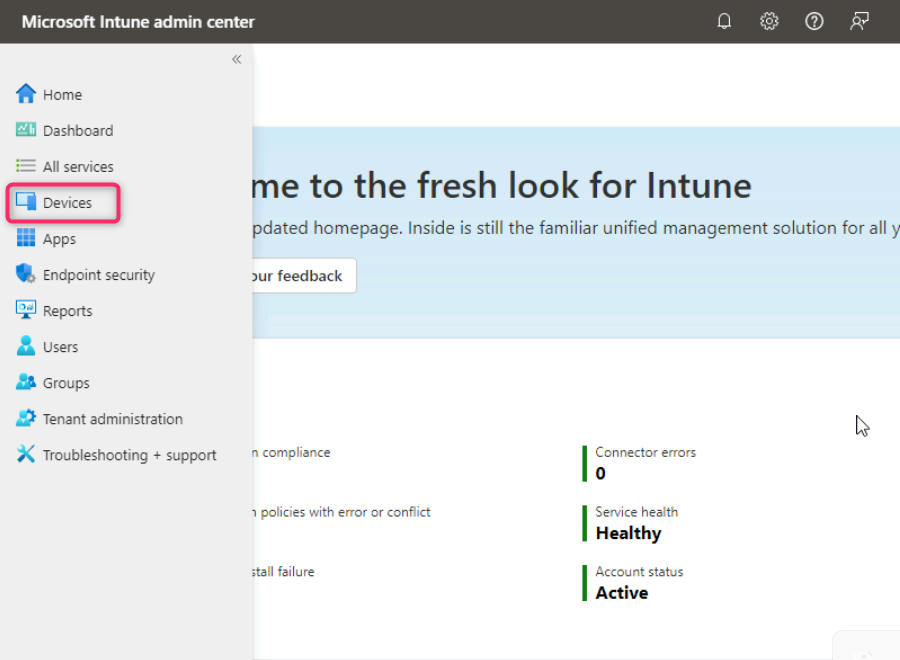 Microsoft Intune admin center
Home
Dashboard
All services
Devices
Apps
Endpoint security
Reports
Users
Groups
Tenant administration
Troubleshooting + support
me to the fresh look for Intune
pdated homepage. Inside is still the familiar unified management solution for all y
our feedback
n compliance
Connector errors
0
n policies with error or conflict
Service health
Healthy
stall failure
Account status
Active